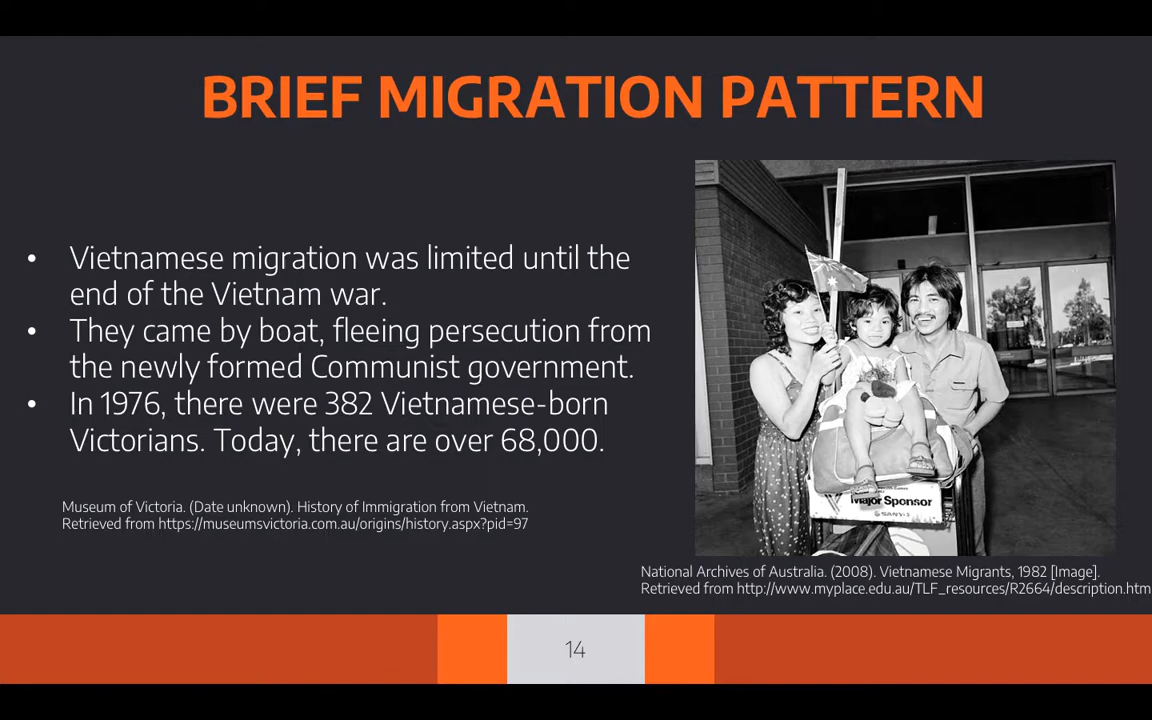 BRIEF MIGRATION PATTERN
• Vietnamese migration was limited until the
end of the Vietnam war.
• They came by boat, fleeing persecution from
the newly formed Communist government.
• In 1976, there were 382 Vietnamese-born
Victorians. Today, there are over 68,000.
Museum of Victoria. (Date unknown). History of Immigration from Vietnam.
Retrieved from https://museumsvictoria.com.au/origins/history.aspx?pid=97
Major Sponsor
SANYO
National Archives of Australia. (2008). Vietnamese Migrants, 1982 [Image].
Retrieved from http://www.myplace.edu.au/TLF_resources/R2664/description.htm
14